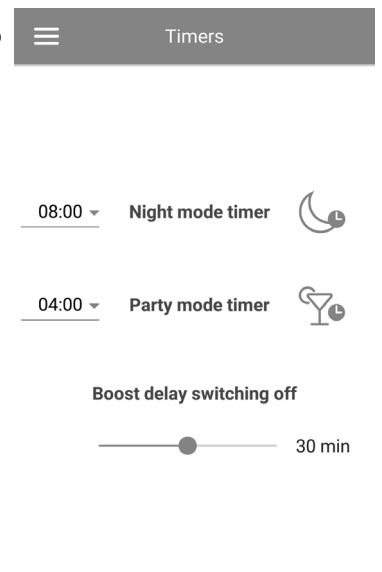 Timers
08:00 Night mode timer
04:00 Party mode timer
Boost delay switching off
30 min